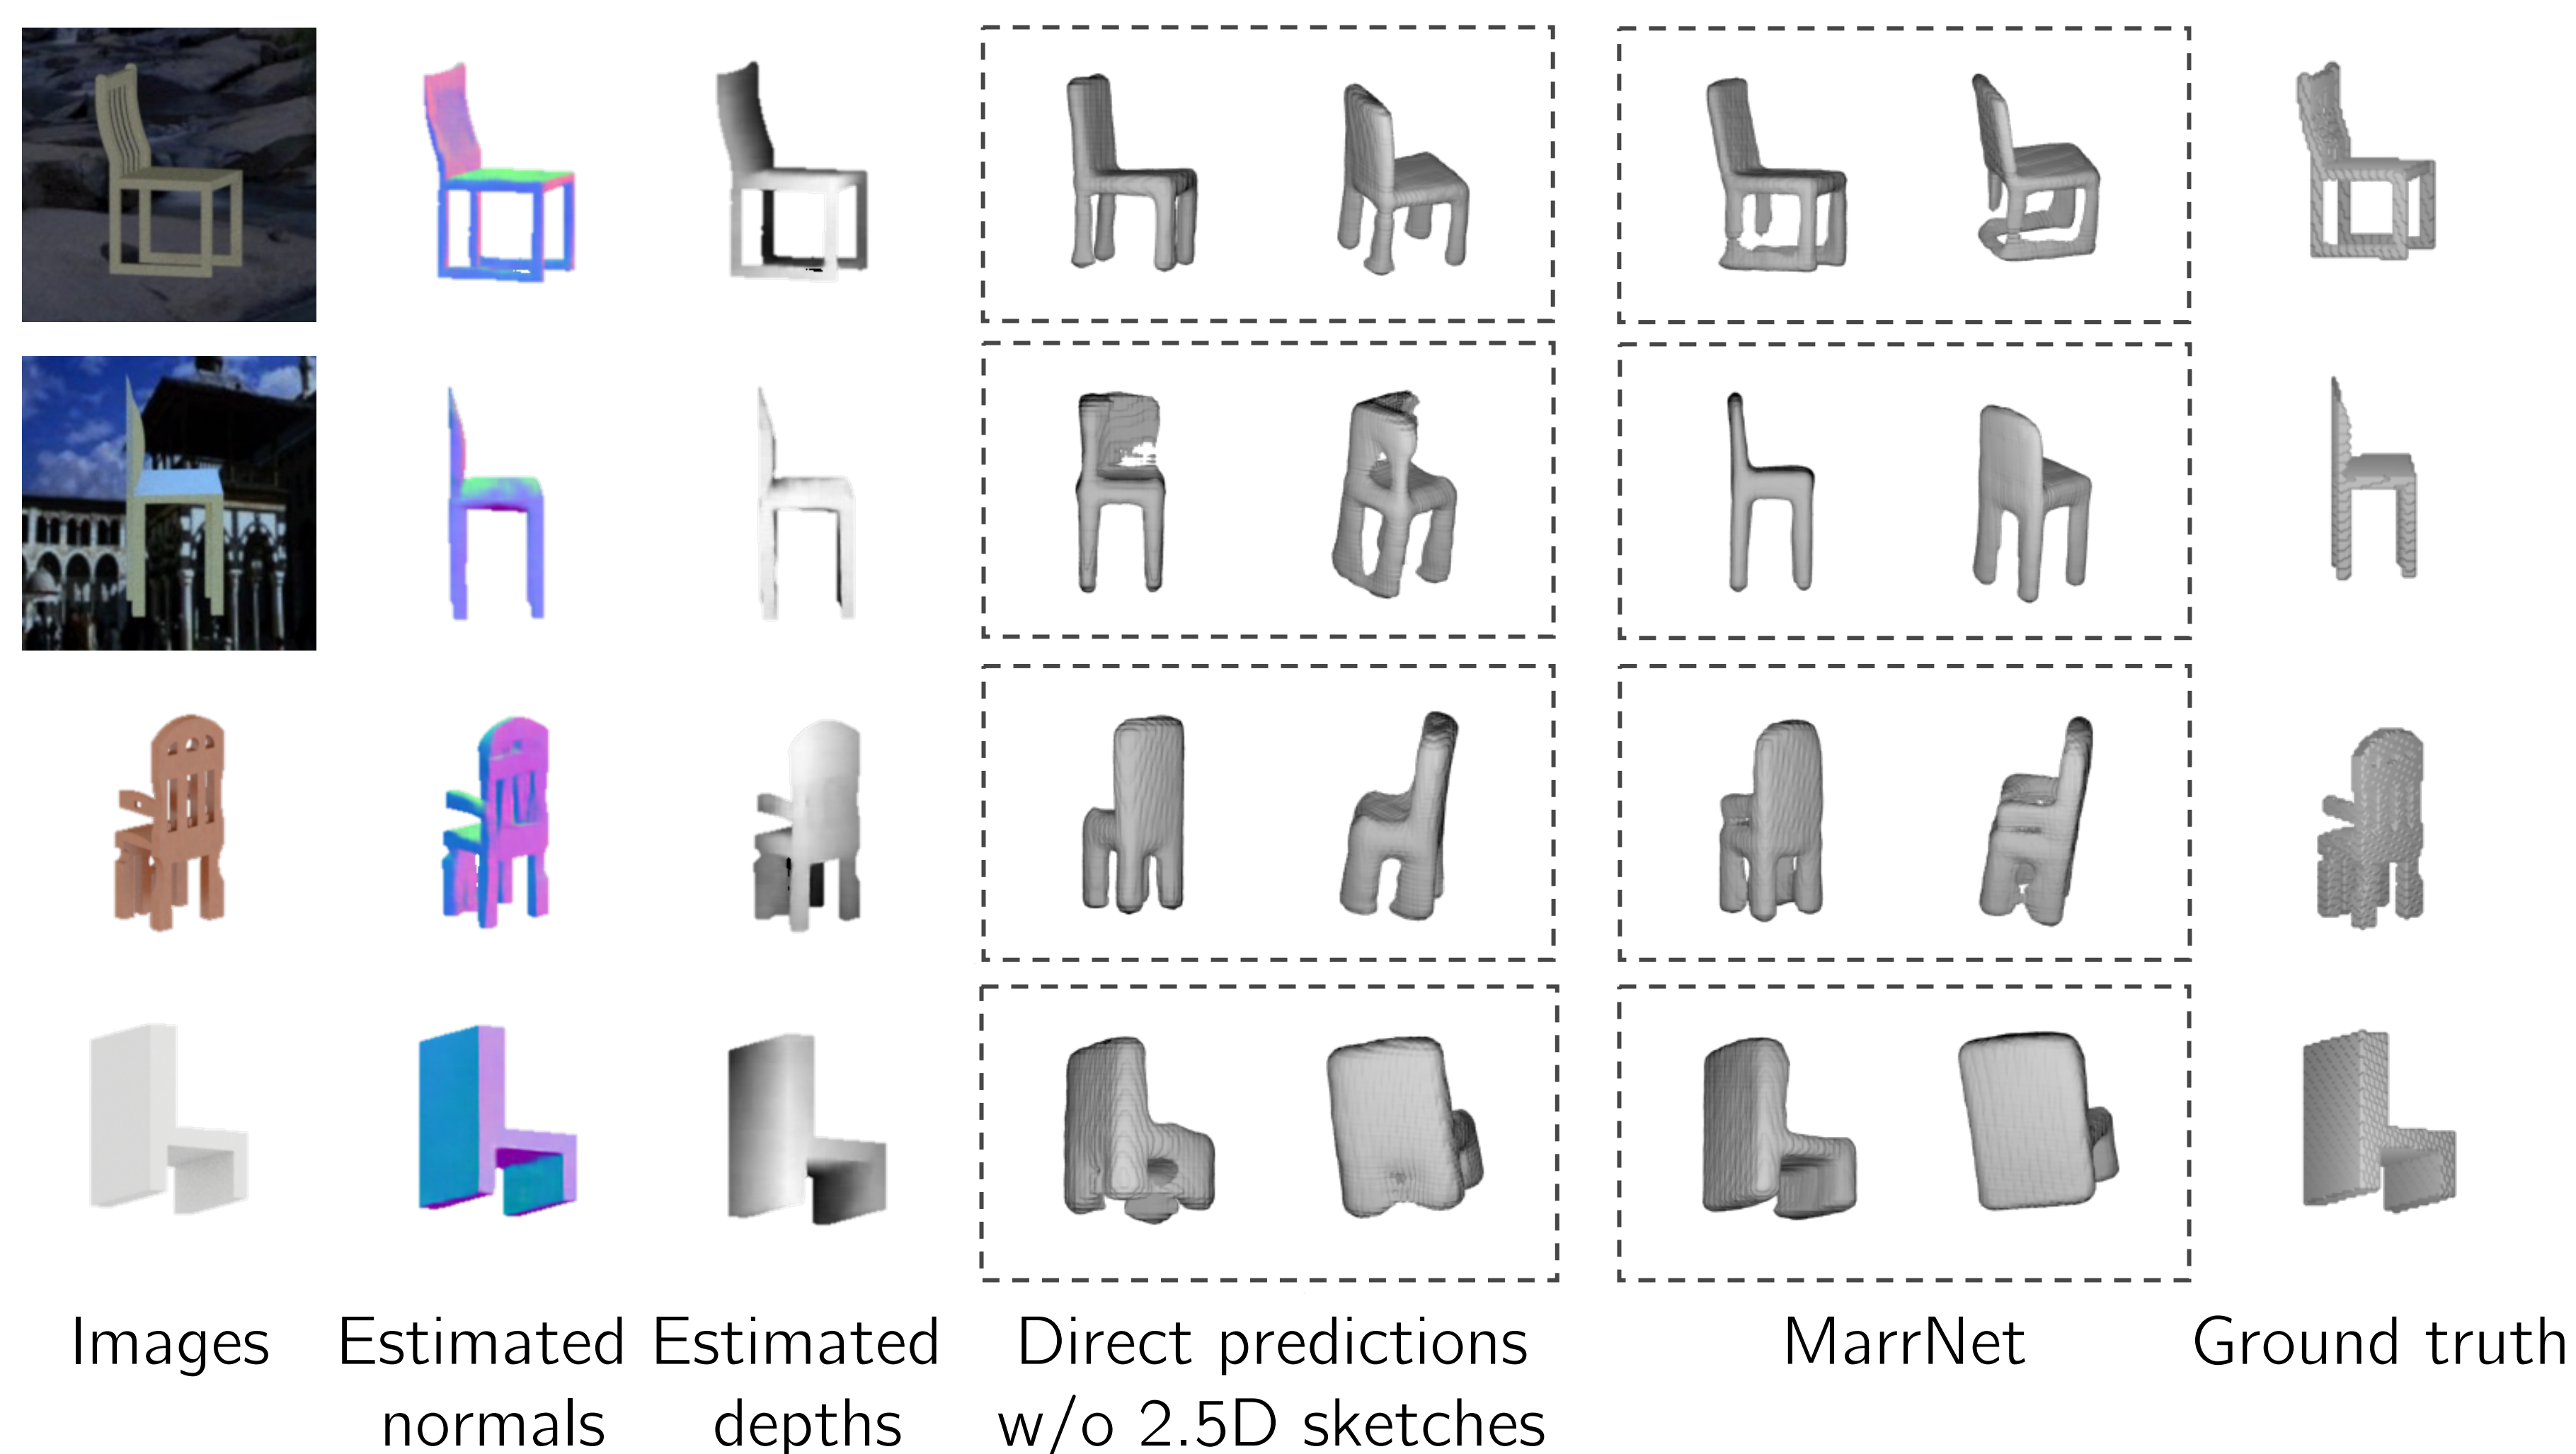 Images
Estimated
normals
Estimated
depths
Direct predictions
w/o 2.5D sketches
MarrNet
Ground truth